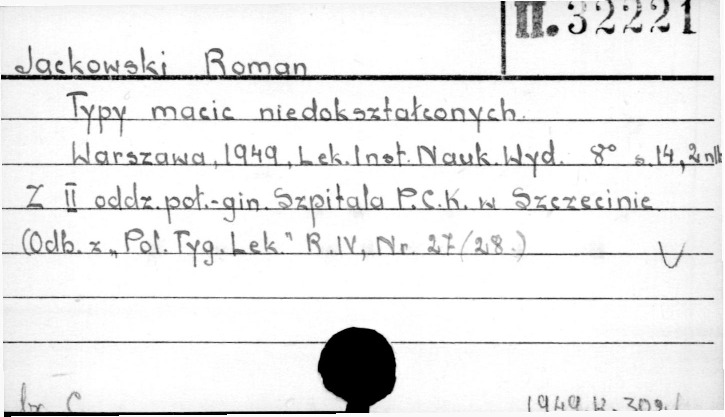 II. 32221
Jackowski Roman
Typy macic niedokształconych.
Warszawa, 1949, Lek. Inst. Nauk. Wyd. 8° s. 14, 2 nlb
Z II oddz. poł.-gin. Szpitala P.C.K. w Szczecinie
(Odb. z „Pol. Tyg. Lek." R. IV, Nr. 27/28.)
1949